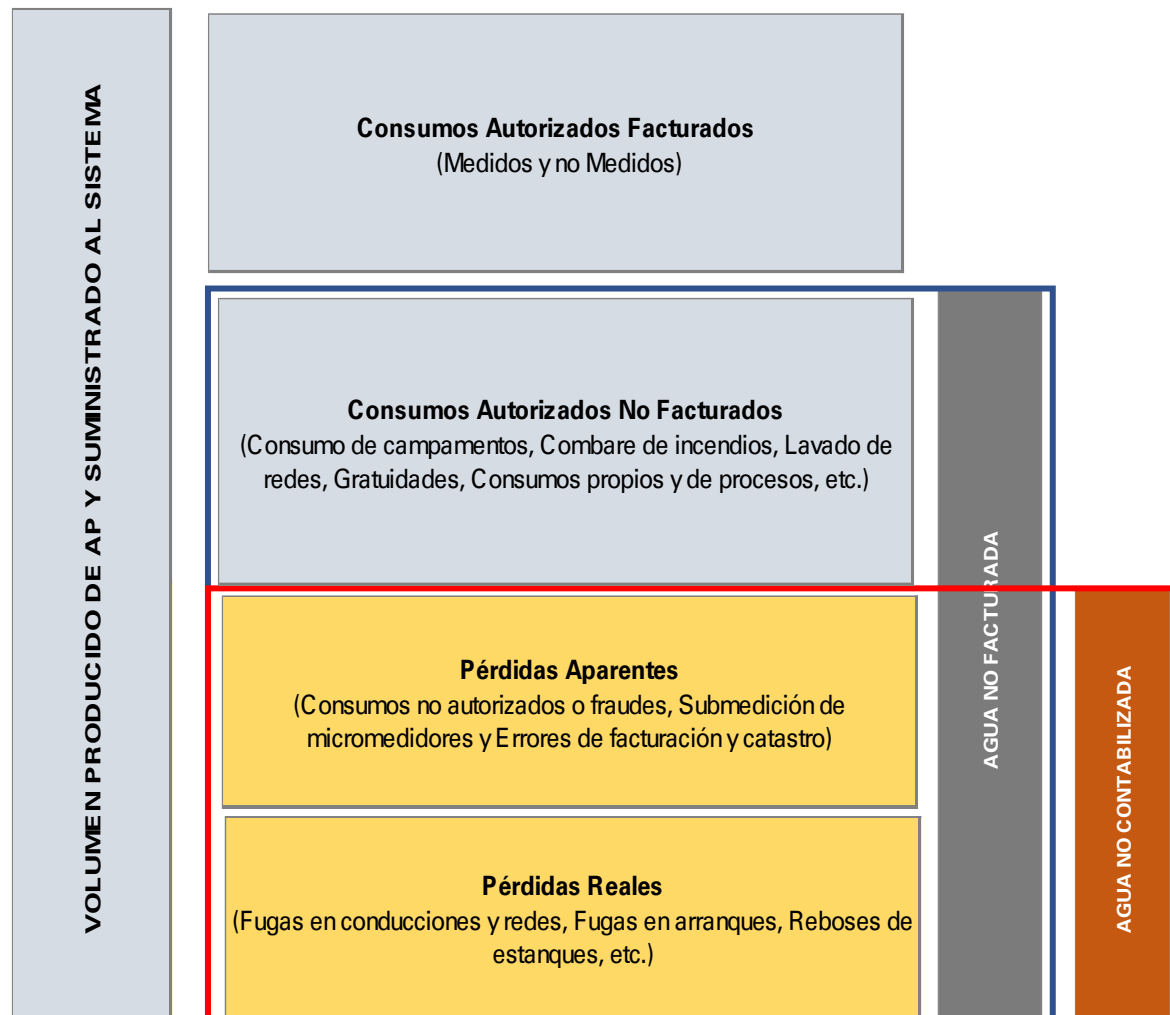 VOLUMEN PRODUCIDO DE AP Y SUMINISTRADO AL SISTEMA
Consumos Autorizados Facturados
(Medidos y no Medidos)
Consumos Autorizados No Facturados
(Consumo de campamentos, Combare de incendios, Lavado de
redes, Gratuidades, Consumos propios y de procesos, etc.)
Pérdidas Aparentes
(Consumos no autorizados o fraudes, Submedición de
micromedidores y Errores de facturación y catastro)
Pérdidas Reales
(Fugas en conducciones y redes, Fugas en arranques, Reboses de
estanques, etc.)
AGUA NO FACTURADA
AGUA NO CONTABILIZADA